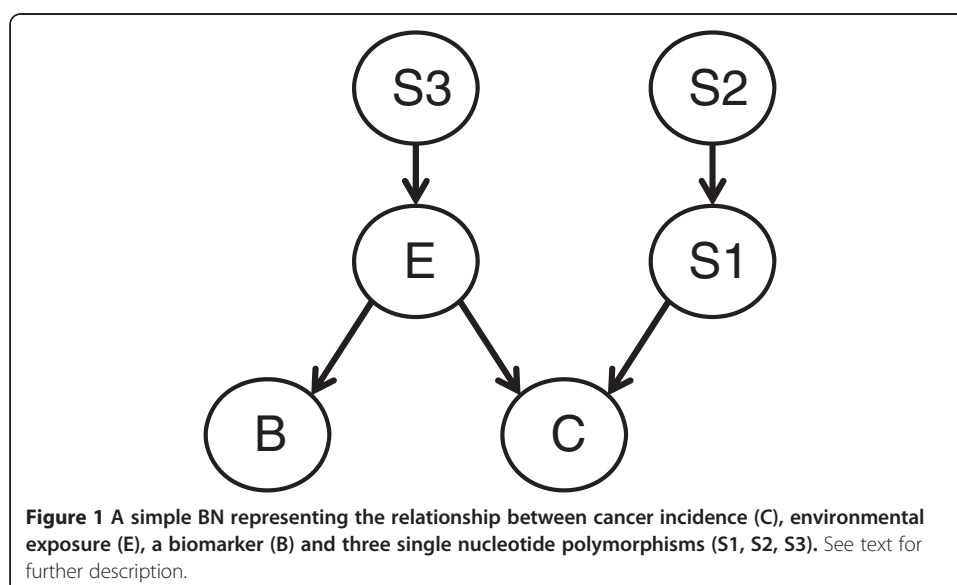 S3 S2
E S1
B C
Figure 1 A simple BN representing the relationship between cancer incidence (C), environmental
exposure (E), a biomarker (B) and three single nucleotide polymorphisms (S1, S2, S3). See text for
further description.